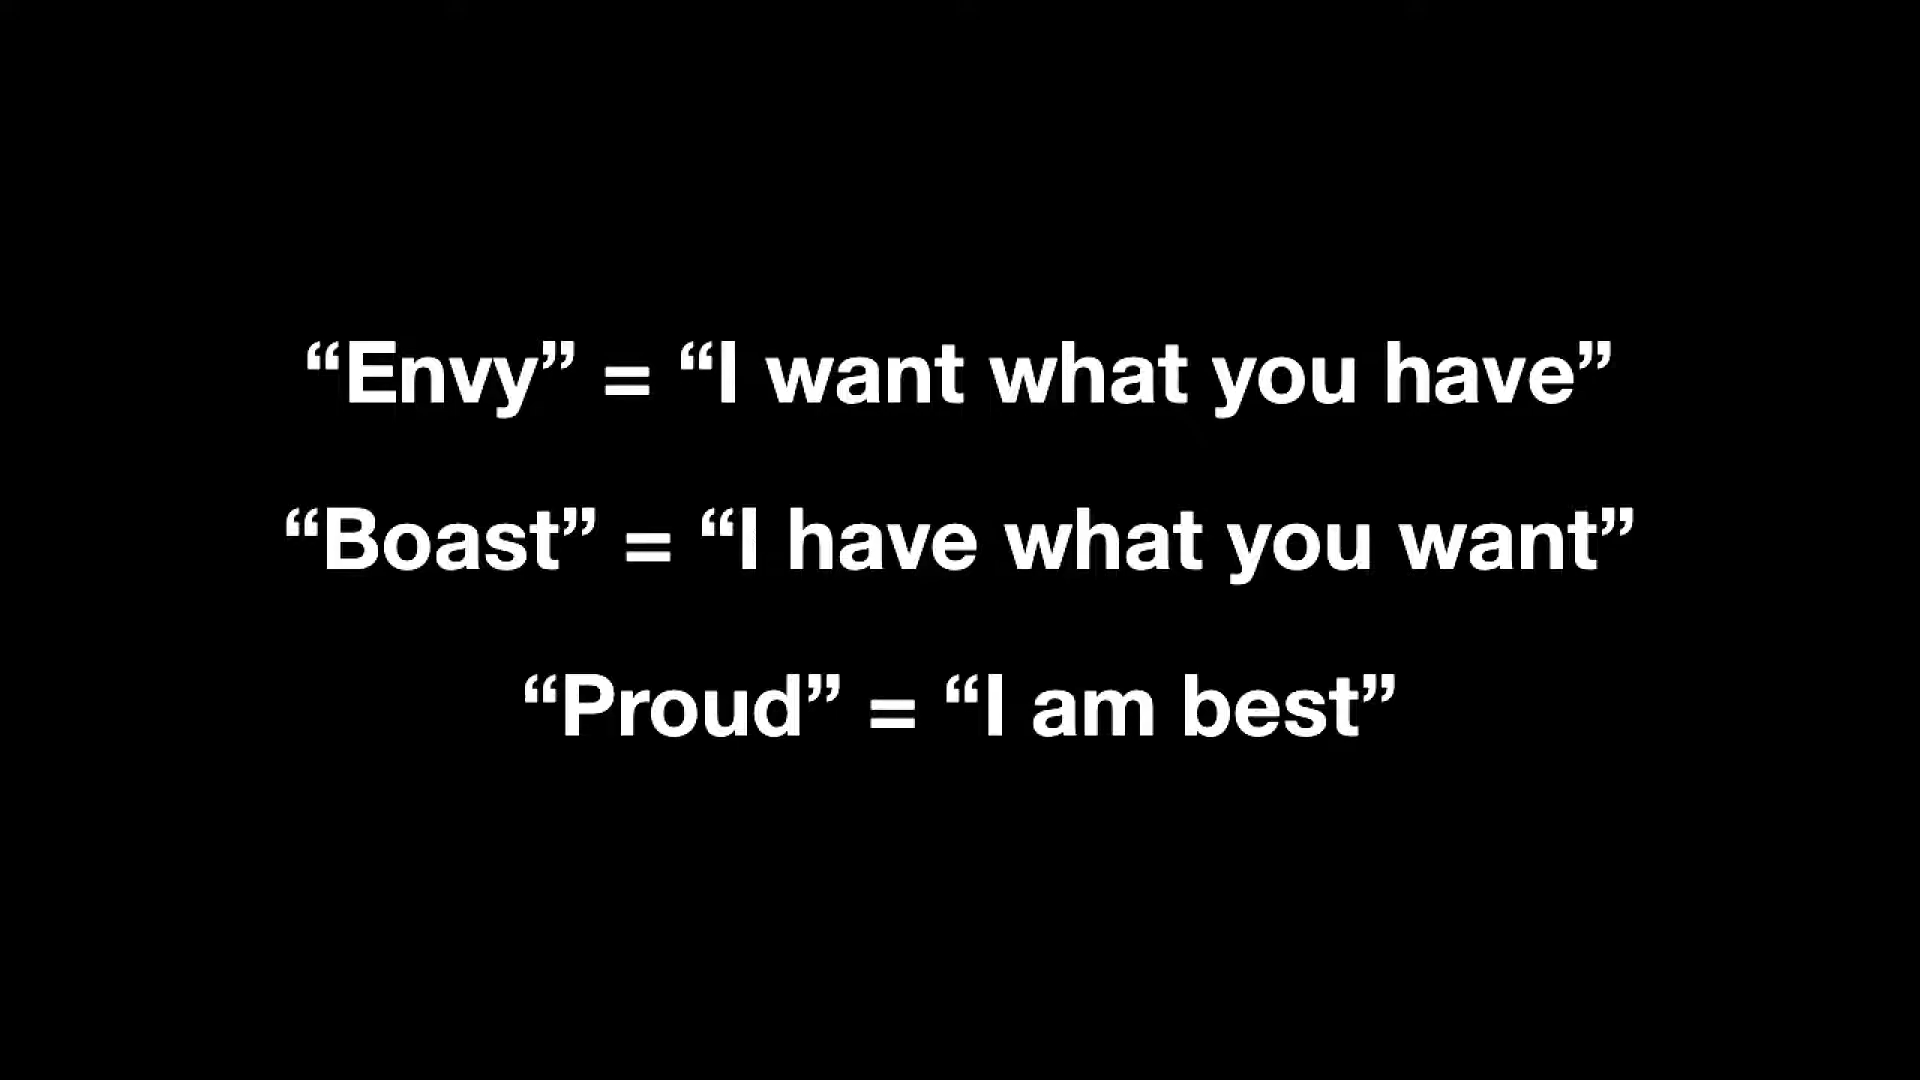 “Envy” = “I want what you have”
“Boast” = “I have what you want”
“Proud” = “I am best”